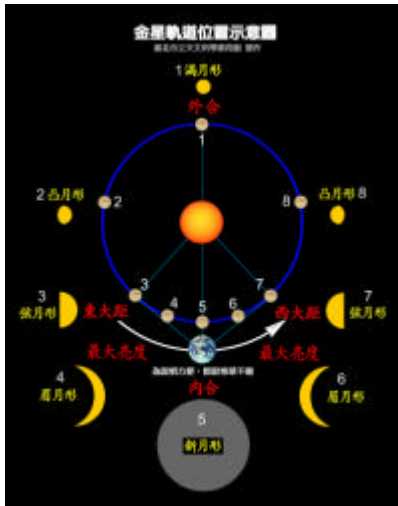 金星軌道位置示意圖
1滿月形
外合
1
2凸月形
2
8
凸月形8
3
弦月形
東大距
3
4
5
6
7
西大距
7
弦月形
最大亮度
最大亮度
4
眉月形
內合
6
眉月形
5
新月形